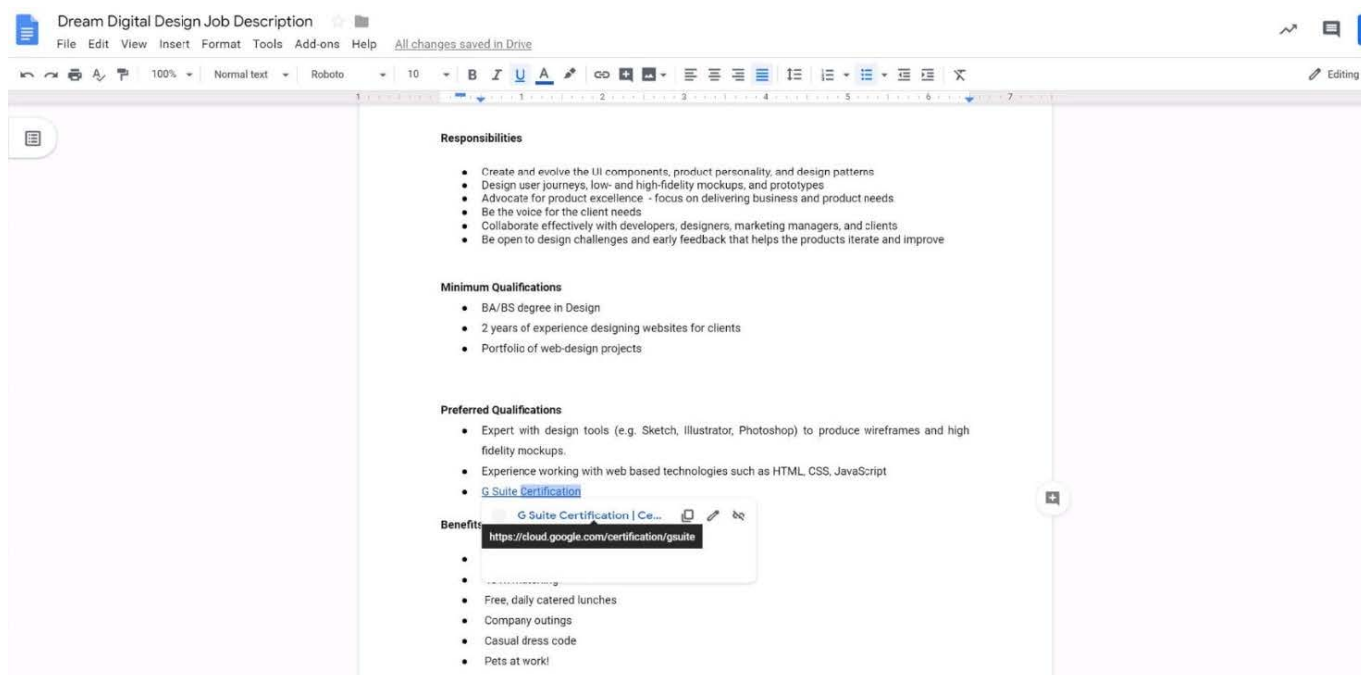 Dream Digital Design Job Description
File Edit View Insert Format Tools Add-ons Help All changes saved in Drive
100% Normal text Roboto 10 B I U A Editing
1 1 2 3 4 5 6 7
Responsibilities
Create and evolve the UI components, product personality, and design patterns
Design user journeys, low- and high-fidelity mockups, and prototypes
Advocate for product excellence - focus on delivering business and product needs
Be the voice for the client needs
Collaborate effectively with developers, designers, marketing managers, and clients
Be open to design challenges and early feedback that helps the products iterate and improve
Minimum Qualifications
BA/BS degree in Design
2 years of experience designing websites for clients
Portfolio of web-design projects
Preferred Qualifications
Expert with design tools (e.g. Sketch, Illustrator, Photoshop) to produce wireframes and high
fidelity mockups.
Experience working with web based technologies such as HTML, CSS, JavaScript
G Suite Certification
G Suite Certification | Ce...
Benefits
https://cloud.google.com/certification/gsuite
Free, daily catered lunches
Company outings
Casual dress code
Pets at work!